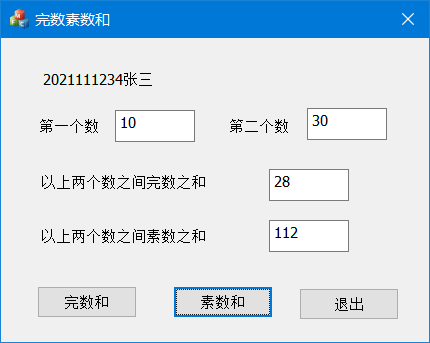 完数素数和
2021111234张三
第一个数 10 第二个数 30
以上两个数之间完数之和 28
以上两个数之间素数之和 112
完数和 素数和 退出